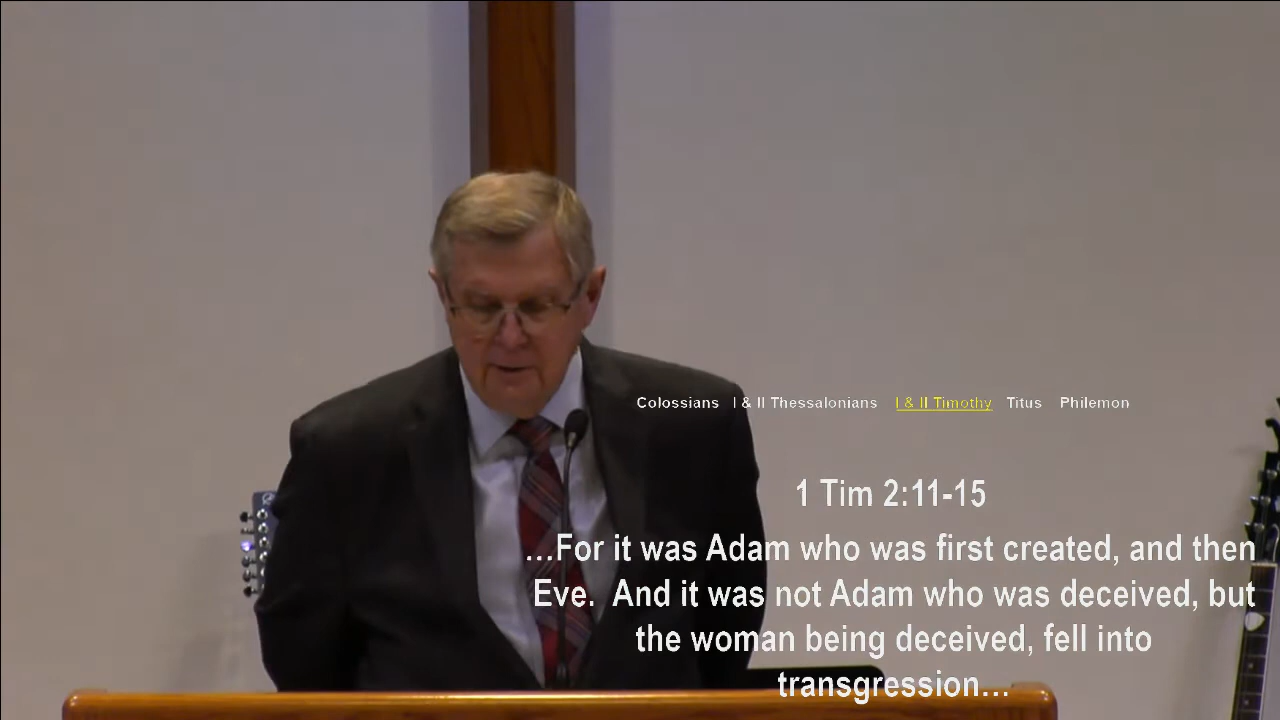 Colossians I & II Thessalonians I & II Timothy Titus Philemon
1 Tim 2:11-15
…For it was Adam who was first created, and then
Eve.  And it was not Adam who was deceived, but
the woman being deceived, fell into
transgression…